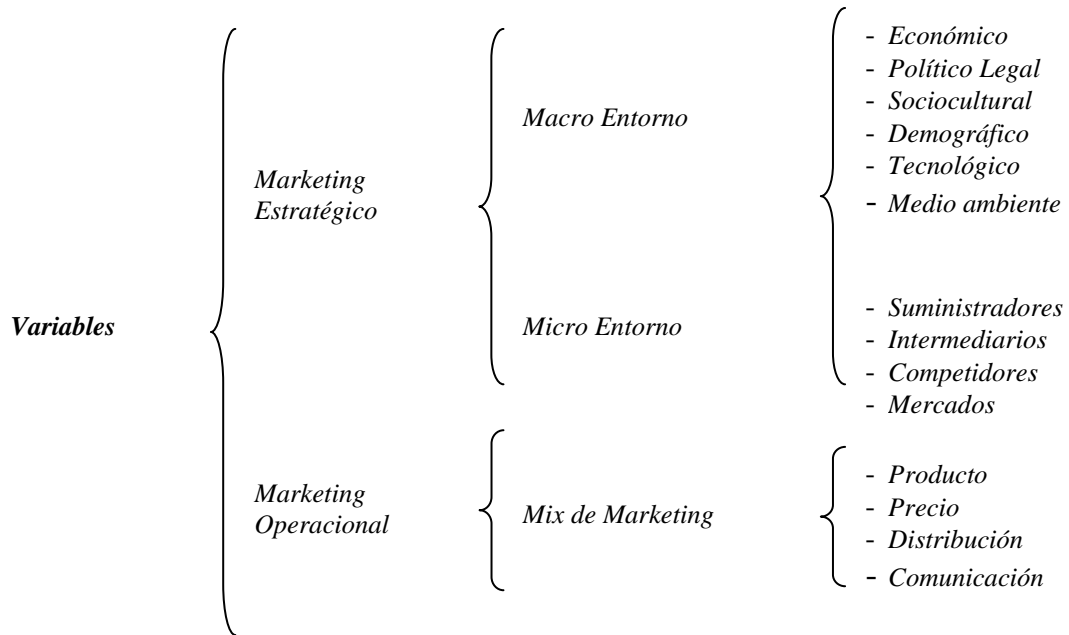 Variables
Marketing
Estratégico
Macro Entorno
- Económico
- Político Legal
- Sociocultural
- Demográfico
- Tecnológico
- Medio ambiente
Micro Entorno
- Suministradores
- Intermediarios
- Competidores
- Mercados
Marketing
Operacional
Mix de Marketing
- Producto
- Precio
- Distribución
- Comunicación